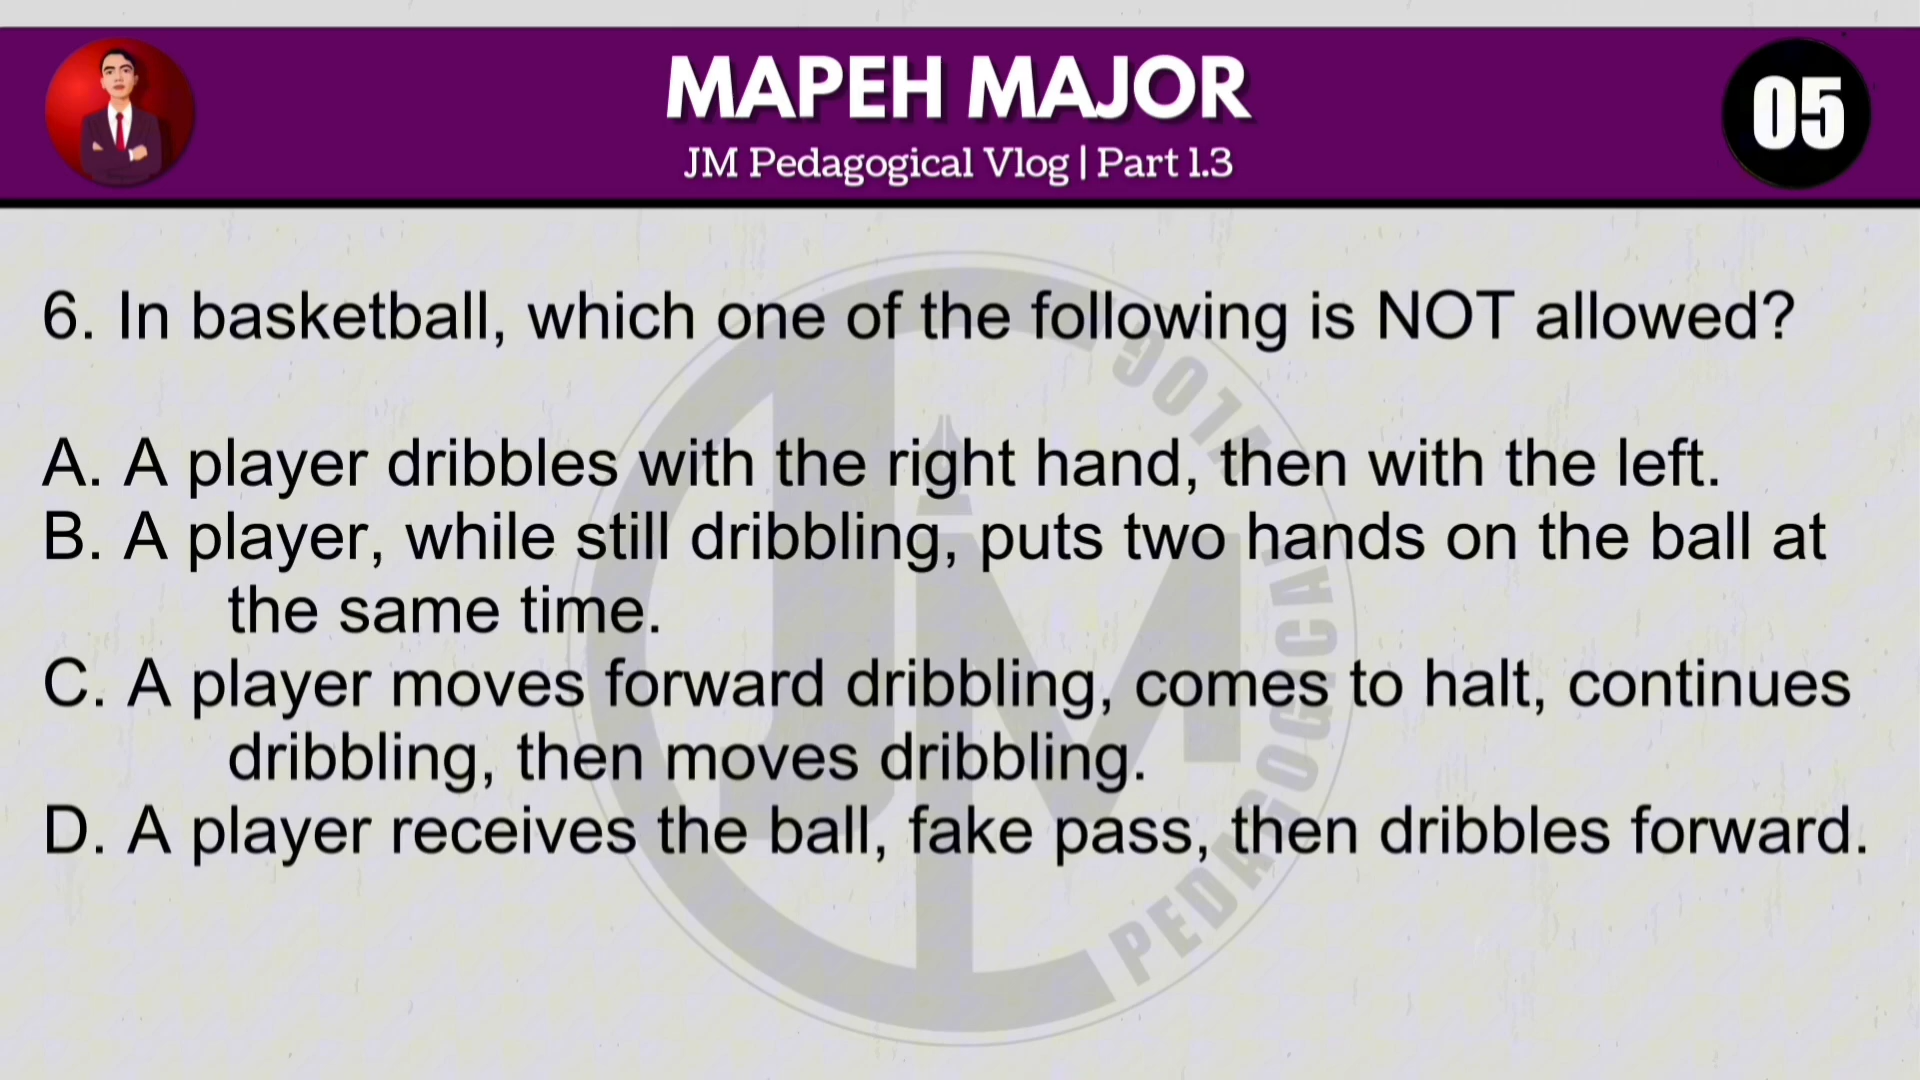 MAPEH MAJOR
JM Pedagogical Vlog | Part 1.3
05
6. In basketball, which one of the following is NOT allowed?
A. A player dribbles with the right hand, then with the left.
B. A player, while still dribbling, puts two hands on the ball at
the same time.
C. A player moves forward dribbling, comes to halt, continues
dribbling, then moves dribbling.
D. A player receives the ball, fake pass, then dribbles forward.
JM
PEDAGOGICAL VLOG